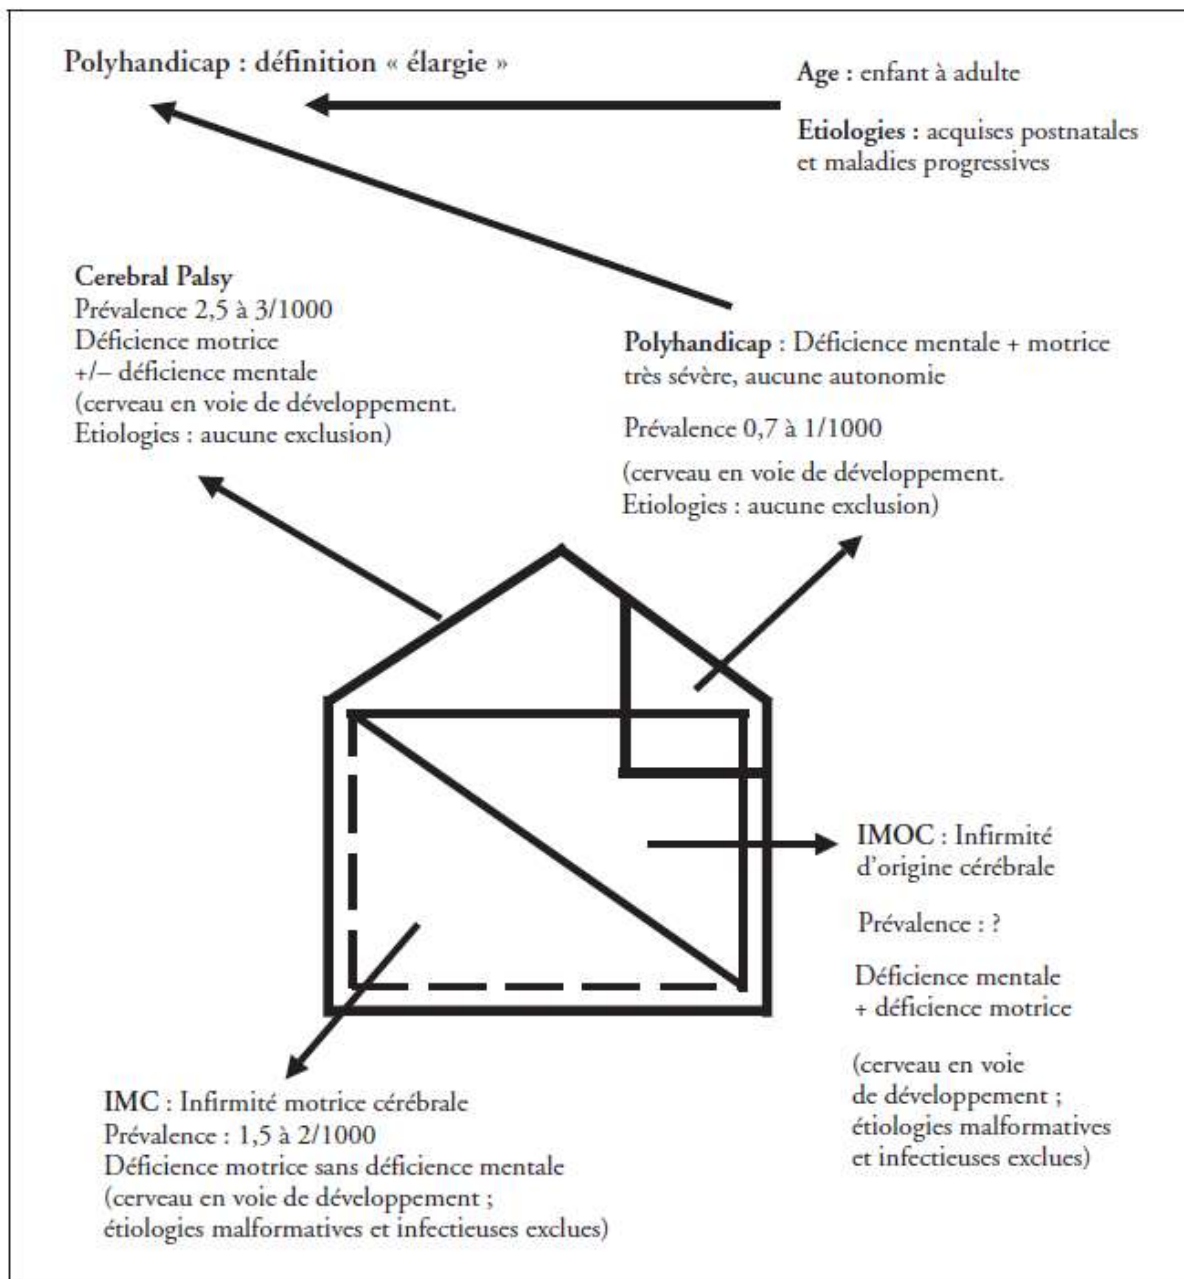 Polyhandicap : définition « élargie »
Age : enfant à adulte
Etiologies : acquises postnatales
et maladies progressives
Cerebral Palsy
Prévalence 2,5 à 3/1000
Déficience motrice
+/– déficience mentale
(cerveau en voie de développement.
Etiologies : aucune exclusion)
Polyhandicap : Déficience mentale + motrice
très sévère, aucune autonomie
Prévalence 0,7 à 1/1000
(cerveau en voie de développement.
Etiologies : aucune exclusion)
IMOC : Infirmité
d'origine cérébrale
Prévalence : ?
Déficience mentale
+ déficience motrice
(cerveau en voie
de développement ;
étiologies malformatives
et infectieuses exclues)
IMC : Infirmité motrice cérébrale
Prévalence : 1,5 à 2/1000
Déficience motrice sans déficience mentale
(cerveau en voie de développement ;
étiologies malformatives et infectieuses exclues)